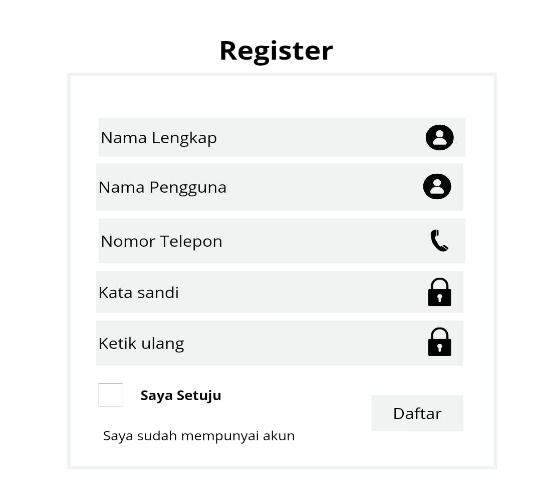 Register
Nama Lengkap
Nama Pengguna
Nomor Telepon
Kata sandi
Ketik ulang
Saya Setuju
Daftar
Saya sudah mempunyai akun